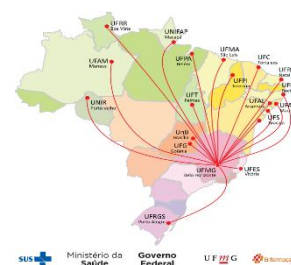 UFRR
Boa Vista
UNIFAP
Macapá
UFAM
Manaus
UFPA
Belém
UFMA
São Luís
UFC
Fortaleza
UFPI
Teresina
UNIR
Porto Velho
UFT
Palmas
UFAL
UFS
UnB
Brasília
UFG
Goiânia
UFMG
Belo Horizonte
UFES
Vitória
UFRGS
Porto Alegre
SUS
Ministério da
Saúde
Governo
Federal
UFMG
Enfermagem